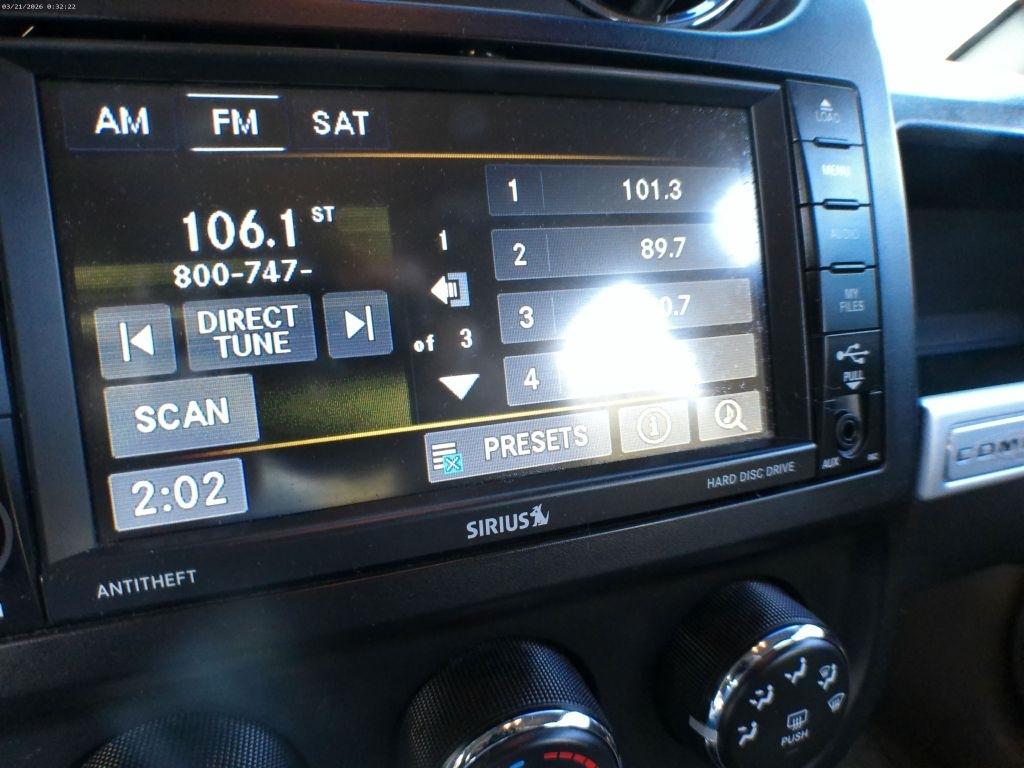 03/21/2026 0:32:22
AM FM SAT
106.1 ST
800-747-
DIRECT
TUNE
SCAN
2:02
1
of 3
1 101.3
2 89.7
3 0.7
4
PRESETS
SIRIUS
HARD DISC DRIVE
ANTITHEFT
LOAD
MENU
AUDIO
MY
FILES
PULL
AUX
PUSH